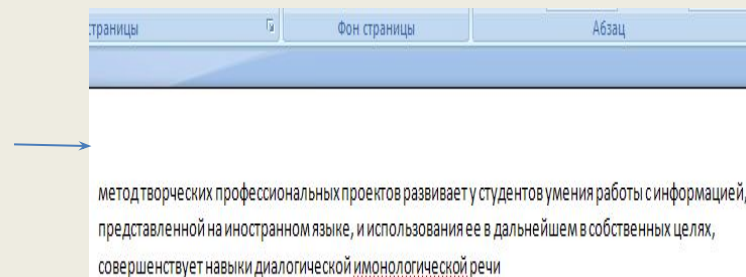 траницы Фон страницы Абзац
метод творческих профессиональных проектов развивает у студентов умения работы с информацией,
представленной на иностранном языке, и использования ее в дальнейшем в собственных целях,
совершенствует навыки диалогической имонологической речи